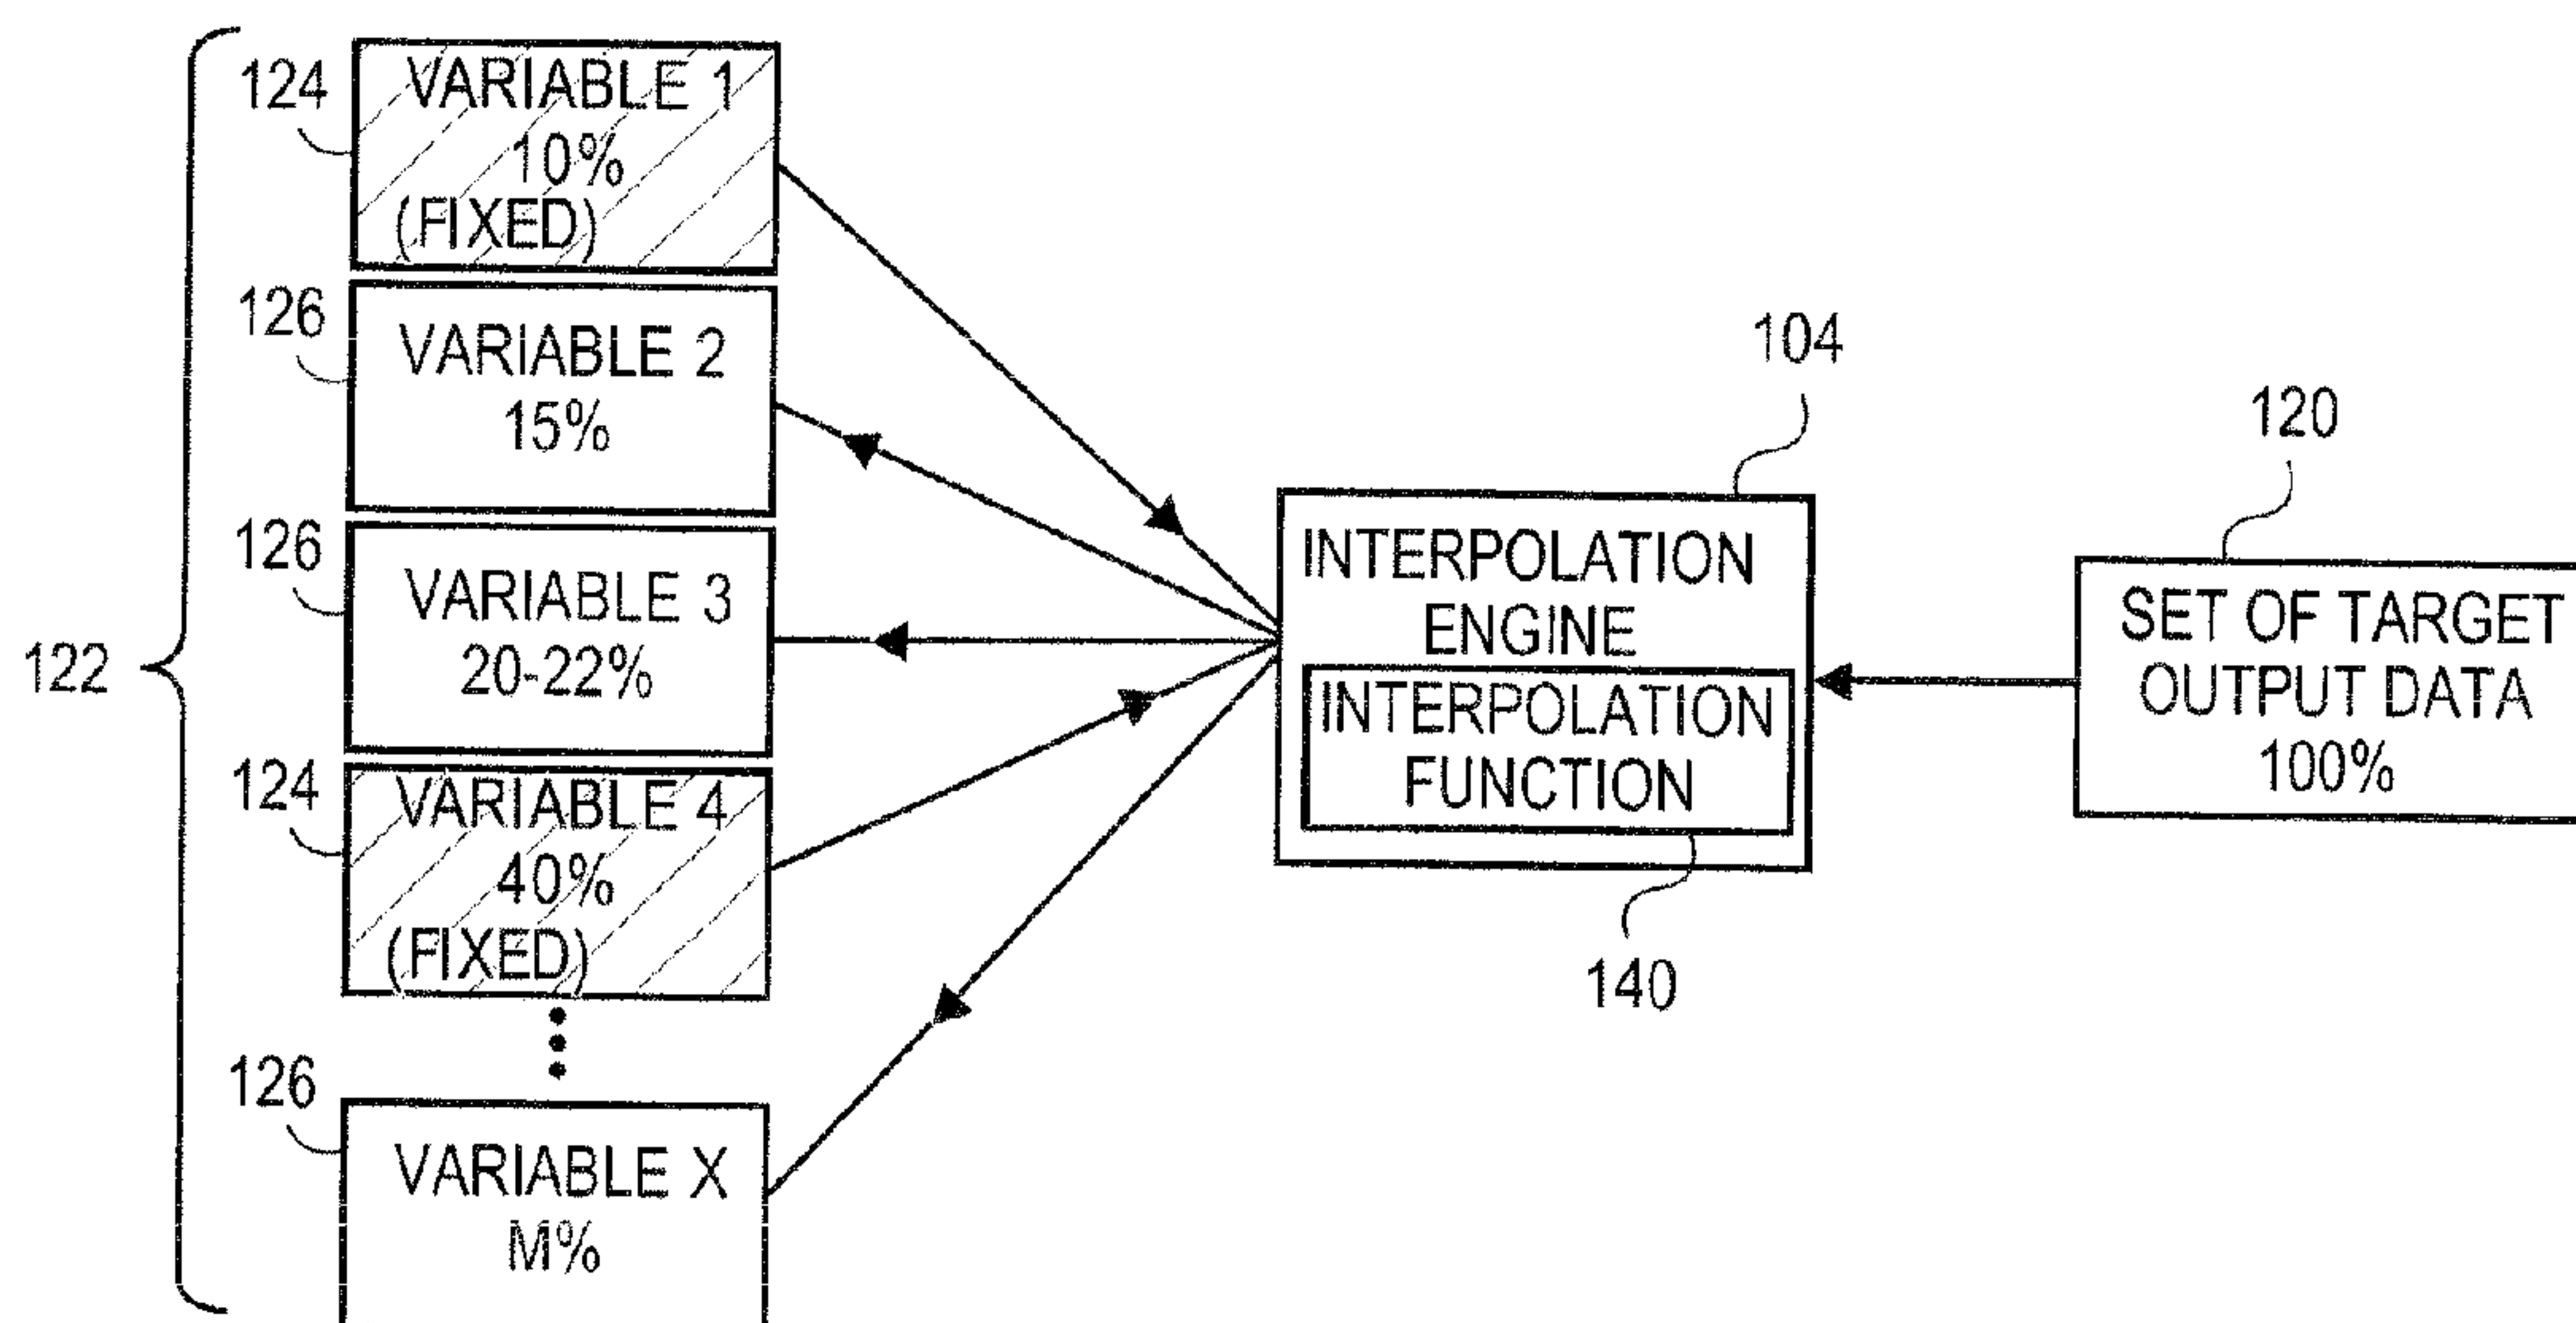 124
VARIABLE 1
10%
(FIXED)
126
VARIABLE 2
15%
126
VARIABLE 3
20-22%
124
VARIABLE 4
40%
(FIXED)
126
VARIABLE X
M%
122
104
INTERPOLATION
ENGINE
INTERPOLATION
FUNCTION
140
120
SET OF TARGET
OUTPUT DATA
100%